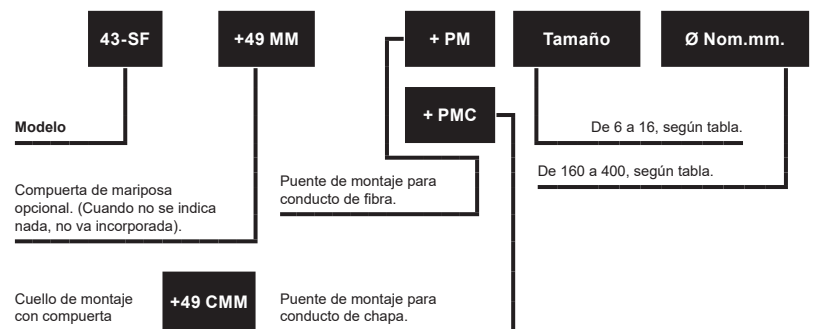 43-SF
+49 MM
+ PM
Tamaño
Ø Nom.mm.
+ PMC
Modelo
De 6 a 16, según tabla.
De 160 a 400, según tabla.
Compuerta de mariposa
opcional. (Cuando no se indica
nada, no va incorporada).
Puente de montaje para
conducto de fibra.
Cuello de montaje
con compuerta
+49 CMM
Puente de montaje para
conducto de chapa.